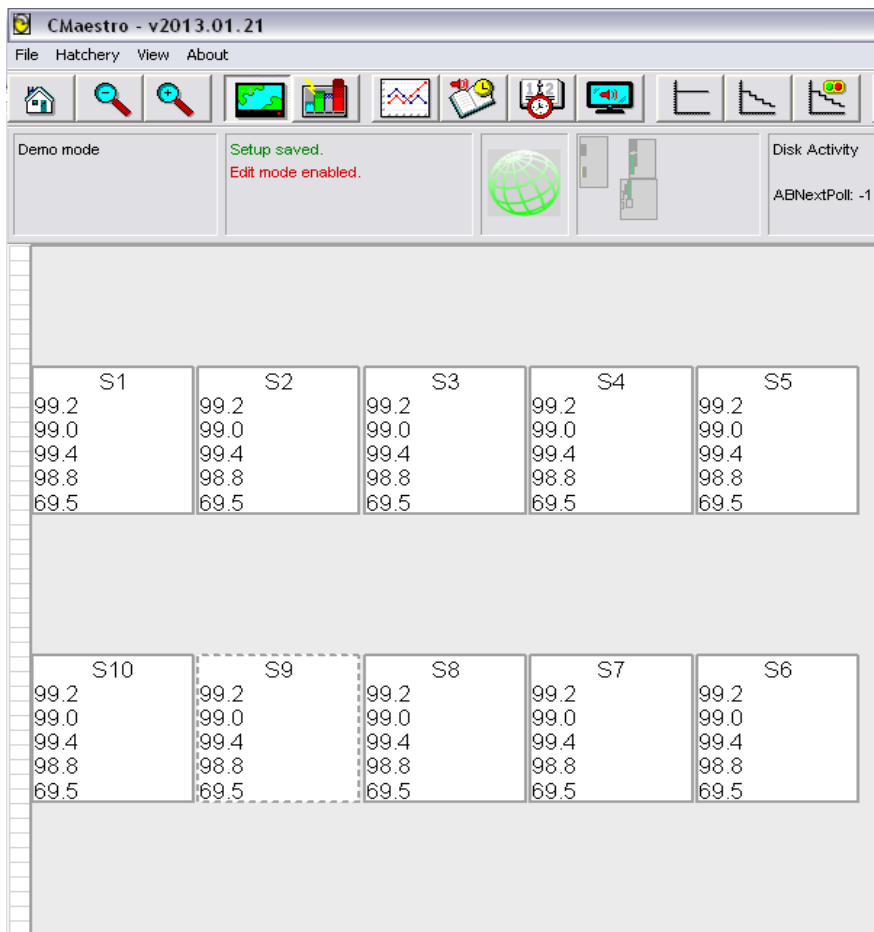 CMaestro - v2013.01.21
File Hatchery View About
Demo mode
Setup saved.
Edit mode enabled.
Disk Activity
ABNextPoll: -1
S1 S2 S3 S4 S5
99.2 99.2 99.2 99.2 99.2
99.0 99.0 99.0 99.0 99.0
99.4 99.4 99.4 99.4 99.4
98.8 98.8 98.8 98.8 98.8
69.5 69.5 69.5 69.5 69.5
S10 S9 S8 S7 S6
99.2 99.2 99.2 99.2 99.2
99.0 99.0 99.0 99.0 99.0
99.4 99.4 99.4 99.4 99.4
98.8 98.8 98.8 98.8 98.8
69.5 69.5 69.5 69.5 69.5